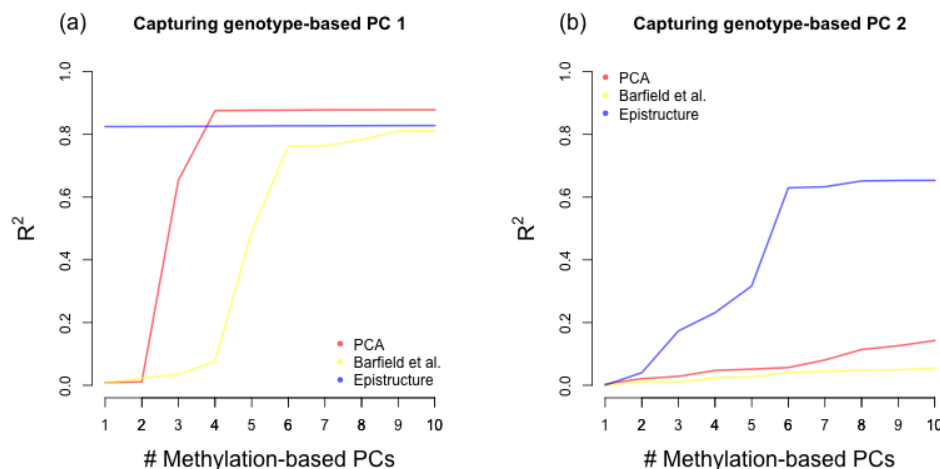 (a) Capturing genotype-based PC 1
1.0
0.8
0.6
0.4
0.2
0.0
R2
PCA
Barfield et al.
Epistructure
1 2 3 4 5 6 7 8 9 10
# Methylation-based PCs
(b) Capturing genotype-based PC 2
1.0
0.8
0.6
0.4
0.2
0.0
R2
PCA
Barfield et al.
Epistructure
1 2 3 4 5 6 7 8 9 10
# Methylation-based PCs